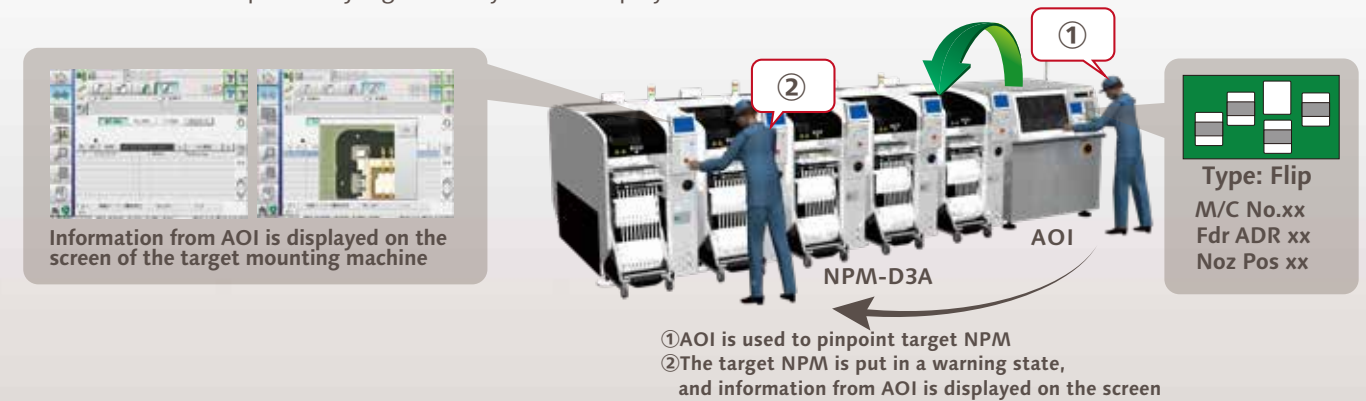 ①
②
Information from AOI is displayed on the
screen of the target mounting machine
AOI
NPM-D3A
Type: Flip
M/C No.xx
Fdr ADR xx
Noz Pos xx
①AOI is used to pinpoint target NPM
②The target NPM is put in a warning state,
and information from AOI is displayed on the screen